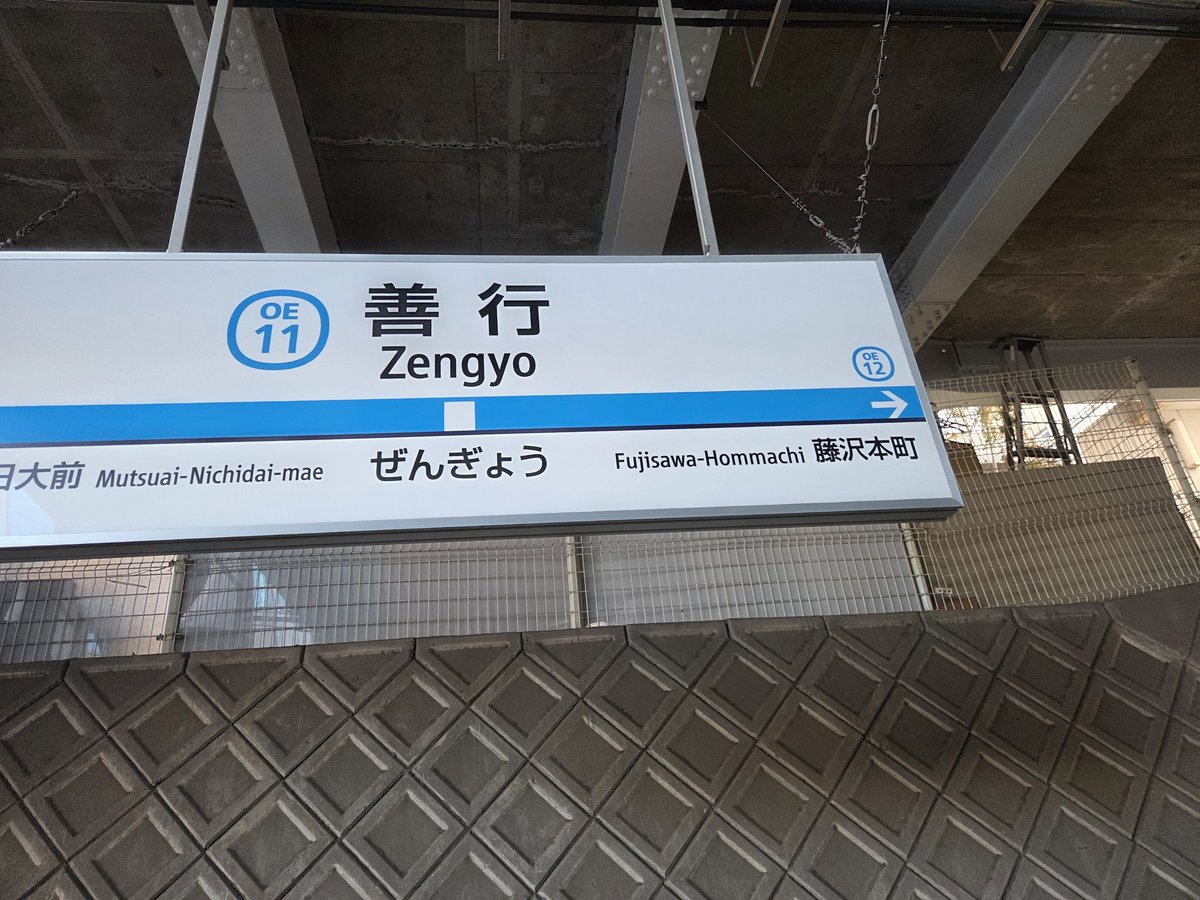 OE
11
善行
Zengyo
OE
12
日大前 Mutsuai-Nichidai-mae
ぜんぎょう
Fujisawa-Hommachi 藤沢本町